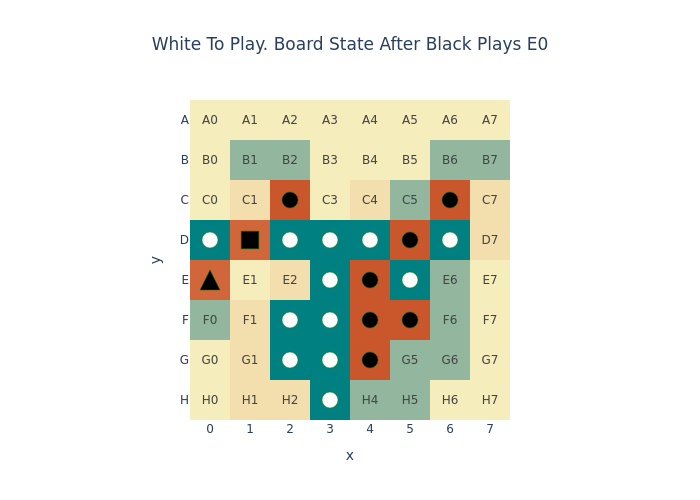 White To Play. Board State After Black Plays E0
A A0 A1 A2 A3 A4 A5 A6 A7
B B0 B1 B2 B3 B4 B5 B6 B7
C C0 C1 C3 C4 C5 C7
D D7
y
E E1 E2 E6 E7
F F0 F1 F6 F7
G G0 G1 G5 G6 G7
H H0 H1 H2 H4 H5 H6 H7
0 1 2 3 4 5 6 7
x